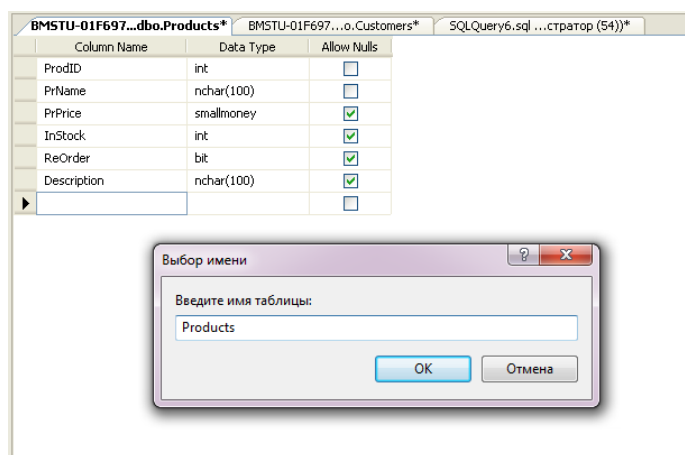 BMSTU-01F697...dbo.Products* BMSTU-01F697...o.Customers* SQLQuery6.sql ...стратор (54))*
Column Name Data Type Allow Nulls
ProdID int
PrName nchar(100)
PrPrice smallmoney
InStock int
ReOrder bit
Description nchar(100)
Выбор имени
Введите имя таблицы:
Products
OK Отмена